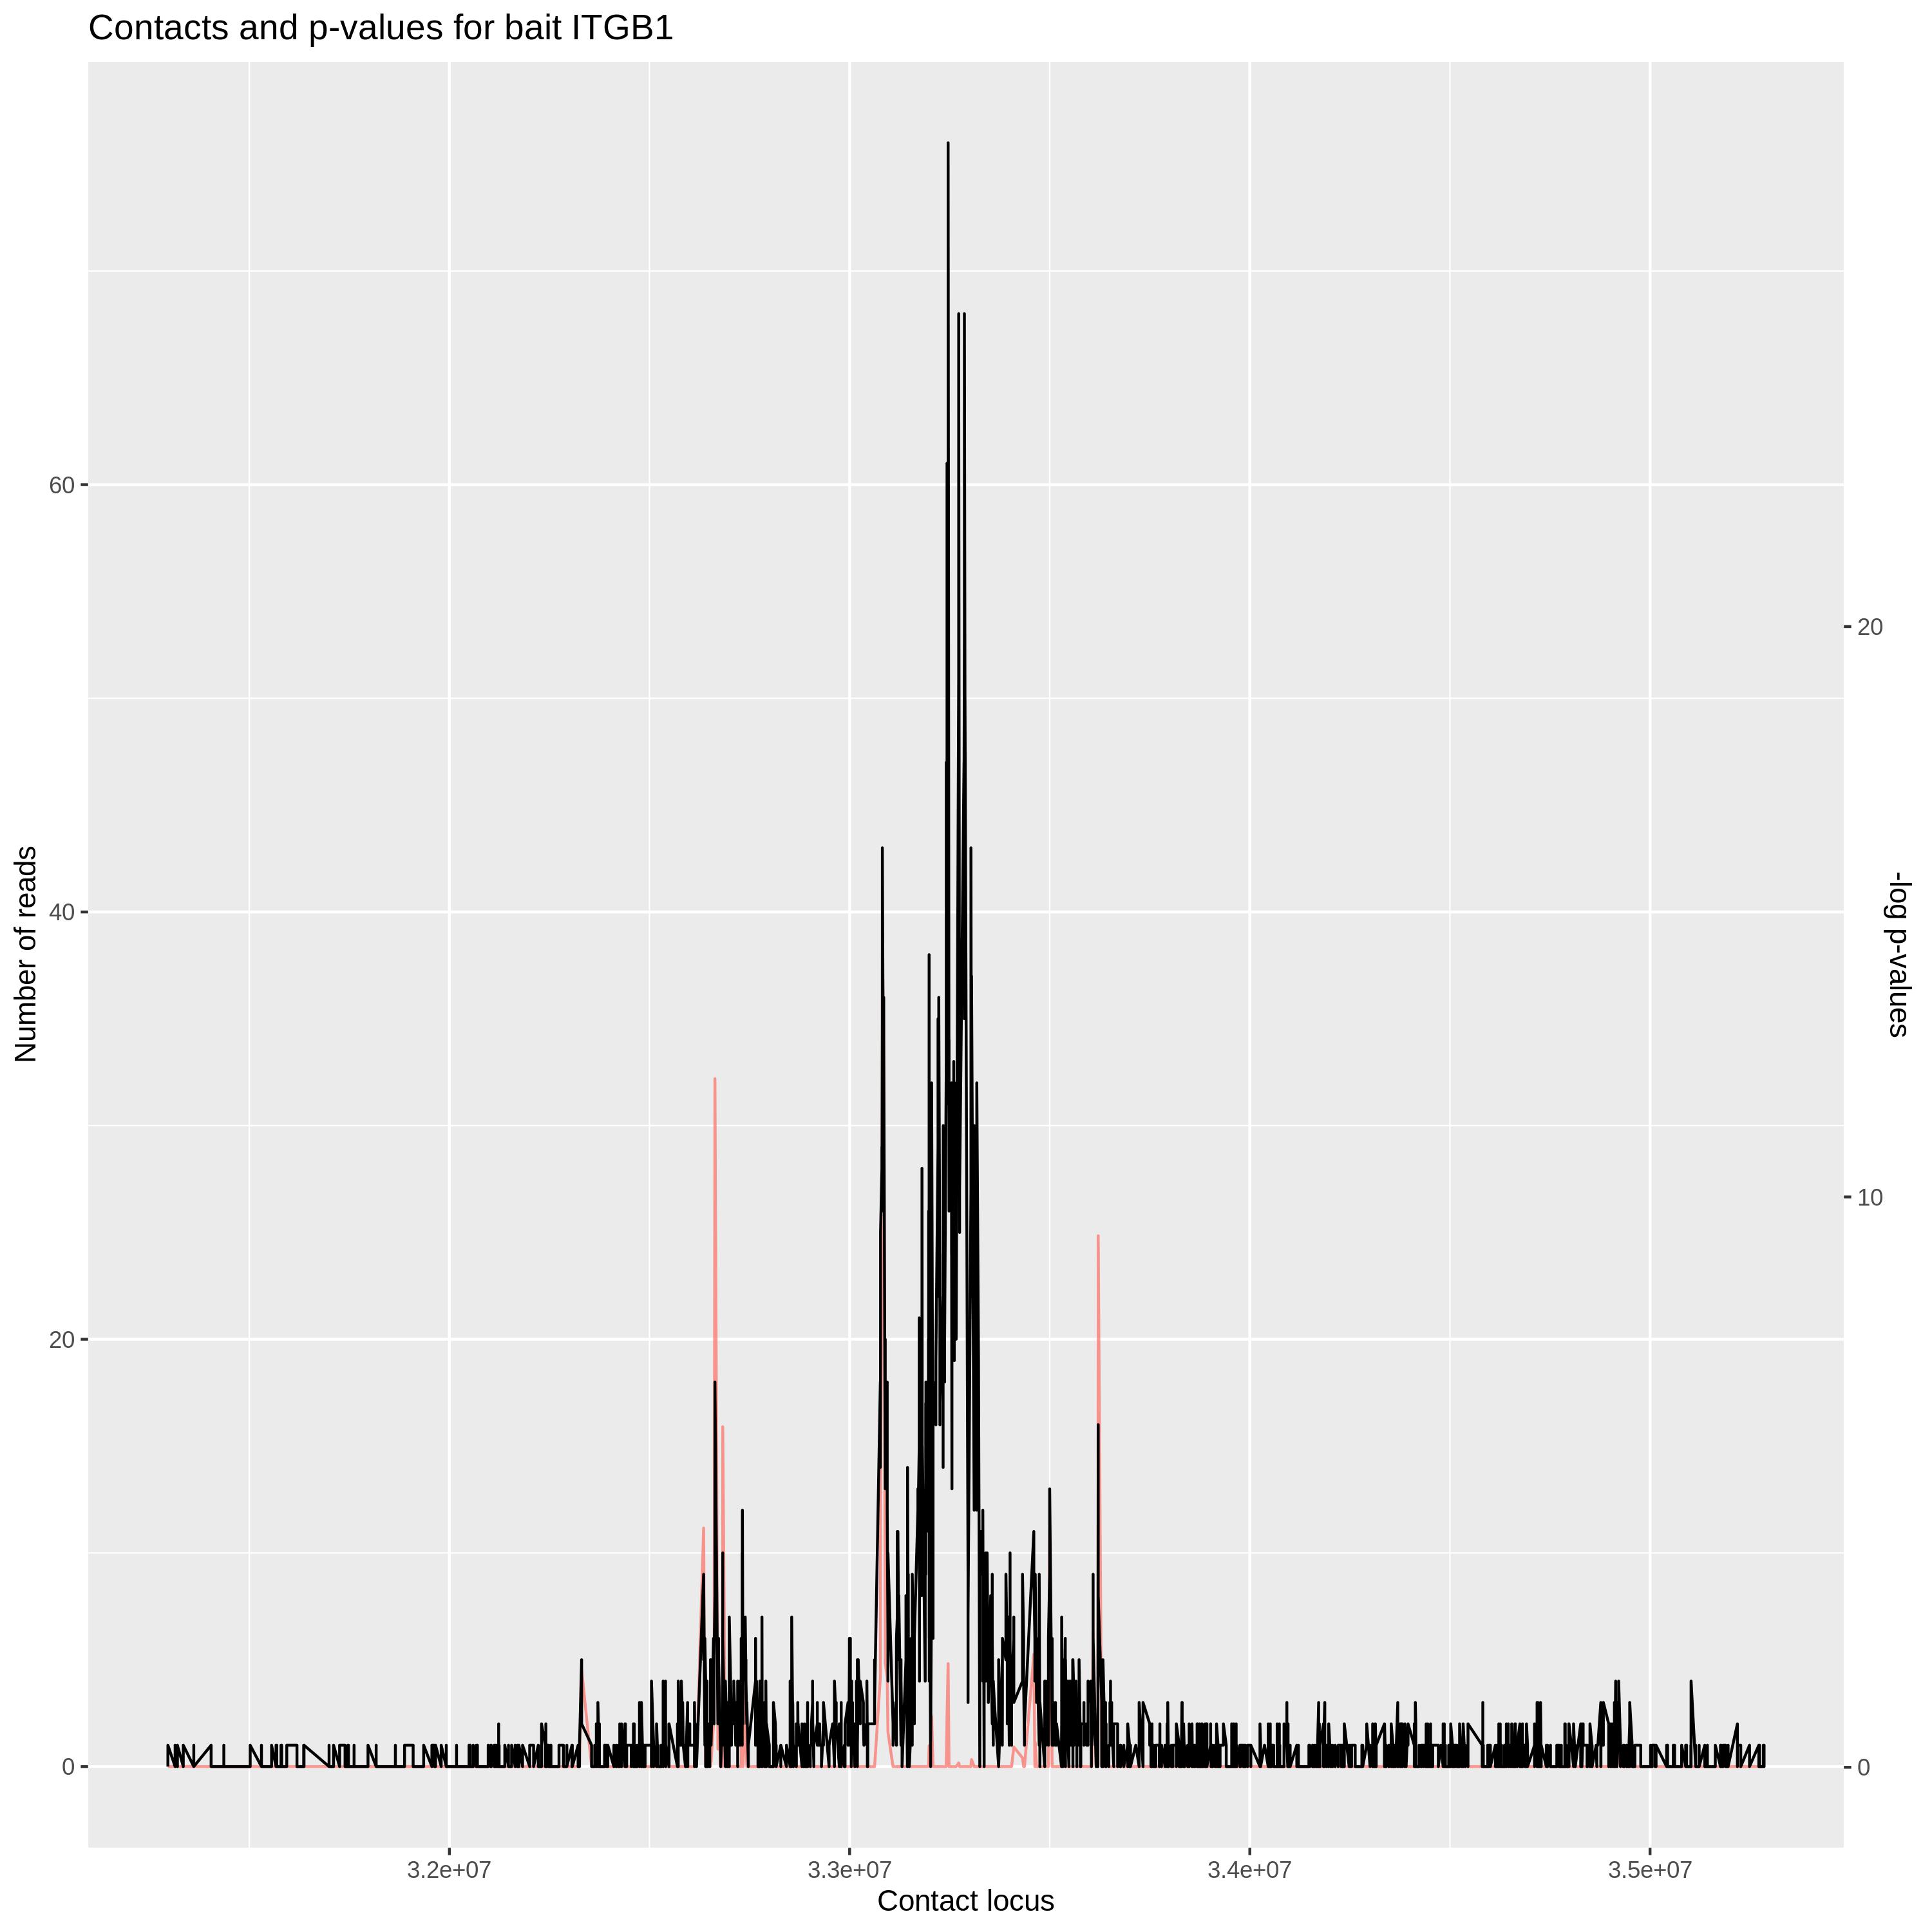 Contacts and p-values for bait ITGB1
Number of reads
60
40
20
0
-log p-values
20
10
0
3.2e+07
3.3e+07
3.4e+07
3.5e+07
Contact locus